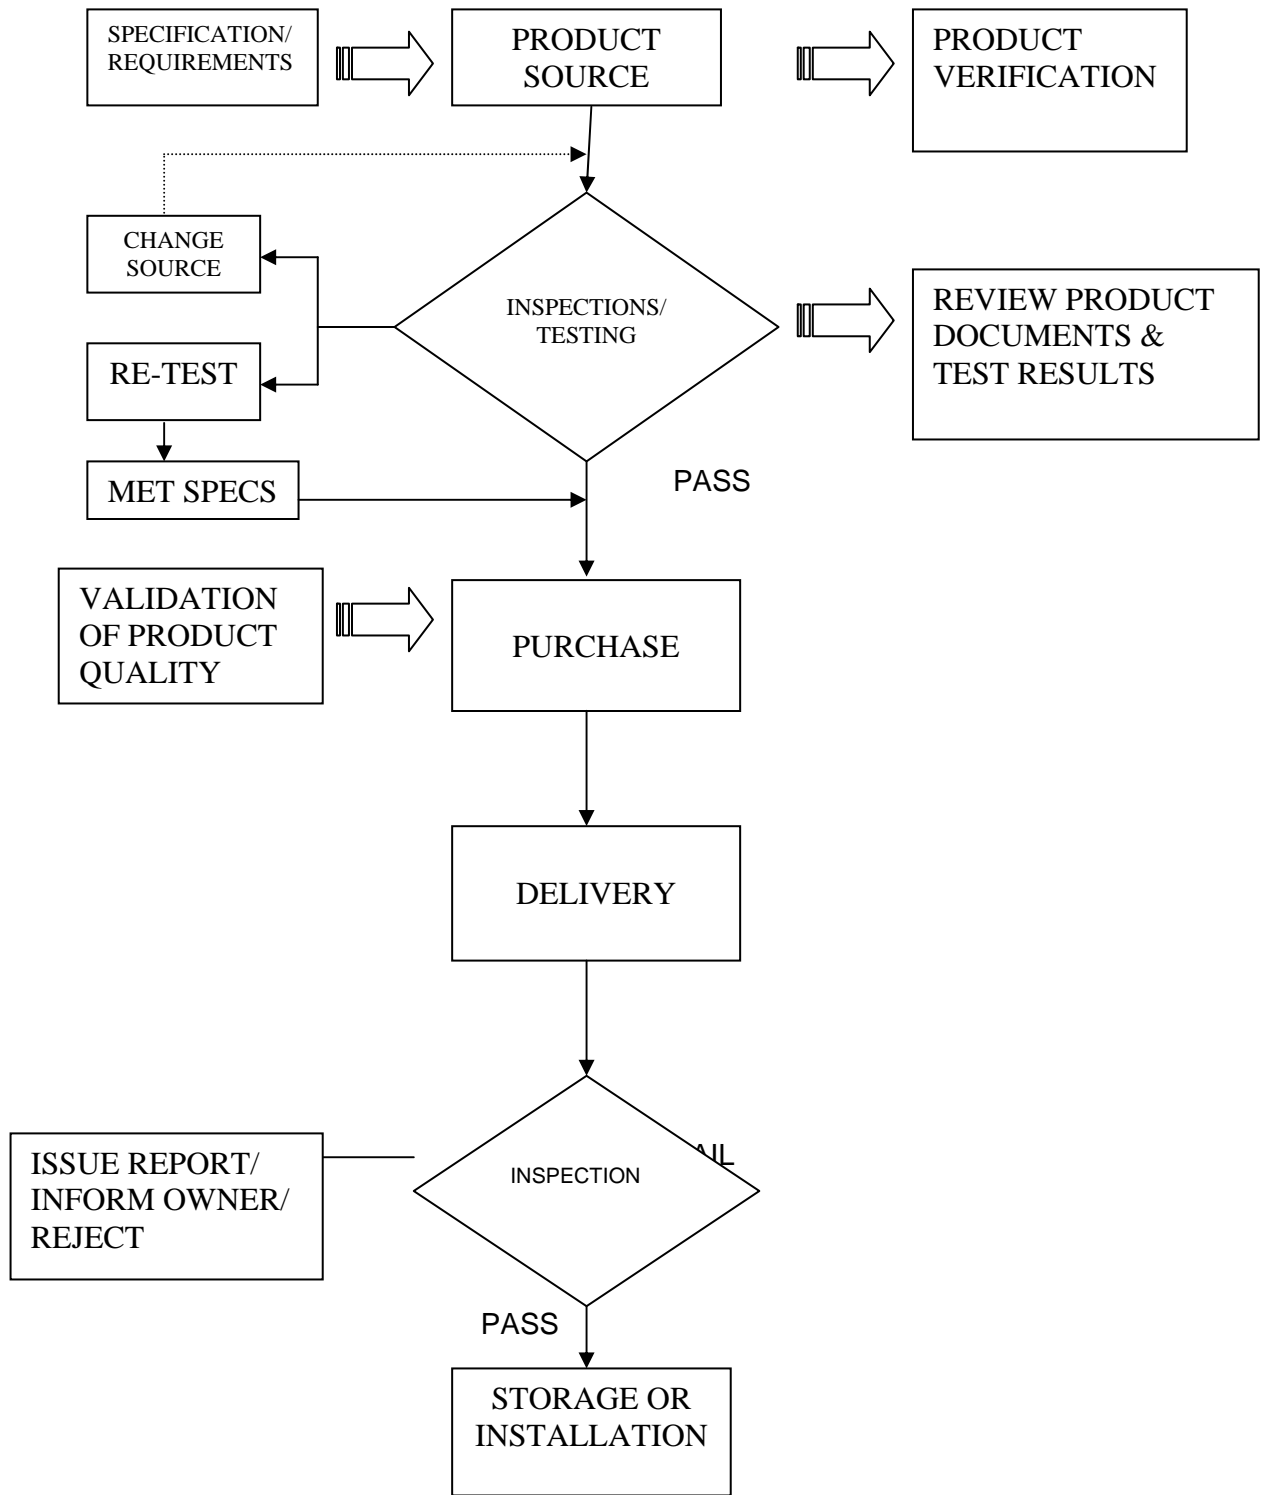 SPECIFICATION/
REQUIREMENTS
PRODUCT
SOURCE
PRODUCT
VERIFICATION
CHANGE
SOURCE
INSPECTIONS/
TESTING
REVIEW PRODUCT
DOCUMENTS &
TEST RESULTS
RE-TEST
MET SPECS
PASS
VALIDATION
OF PRODUCT
QUALITY
PURCHASE
DELIVERY
ISSUE REPORT/
INFORM OWNER/
REJECT
INSPECTION
PASS
STORAGE OR
INSTALLATION